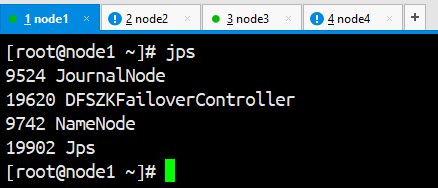 1 node1 × 2 node2 × 3 node3 × 4 node4 ×
[root@node1 ~]# jps
9524 JournalNode
19620 DFSZKFailoverController
9742 NameNode
19902 Jps
[root@node1 ~]#